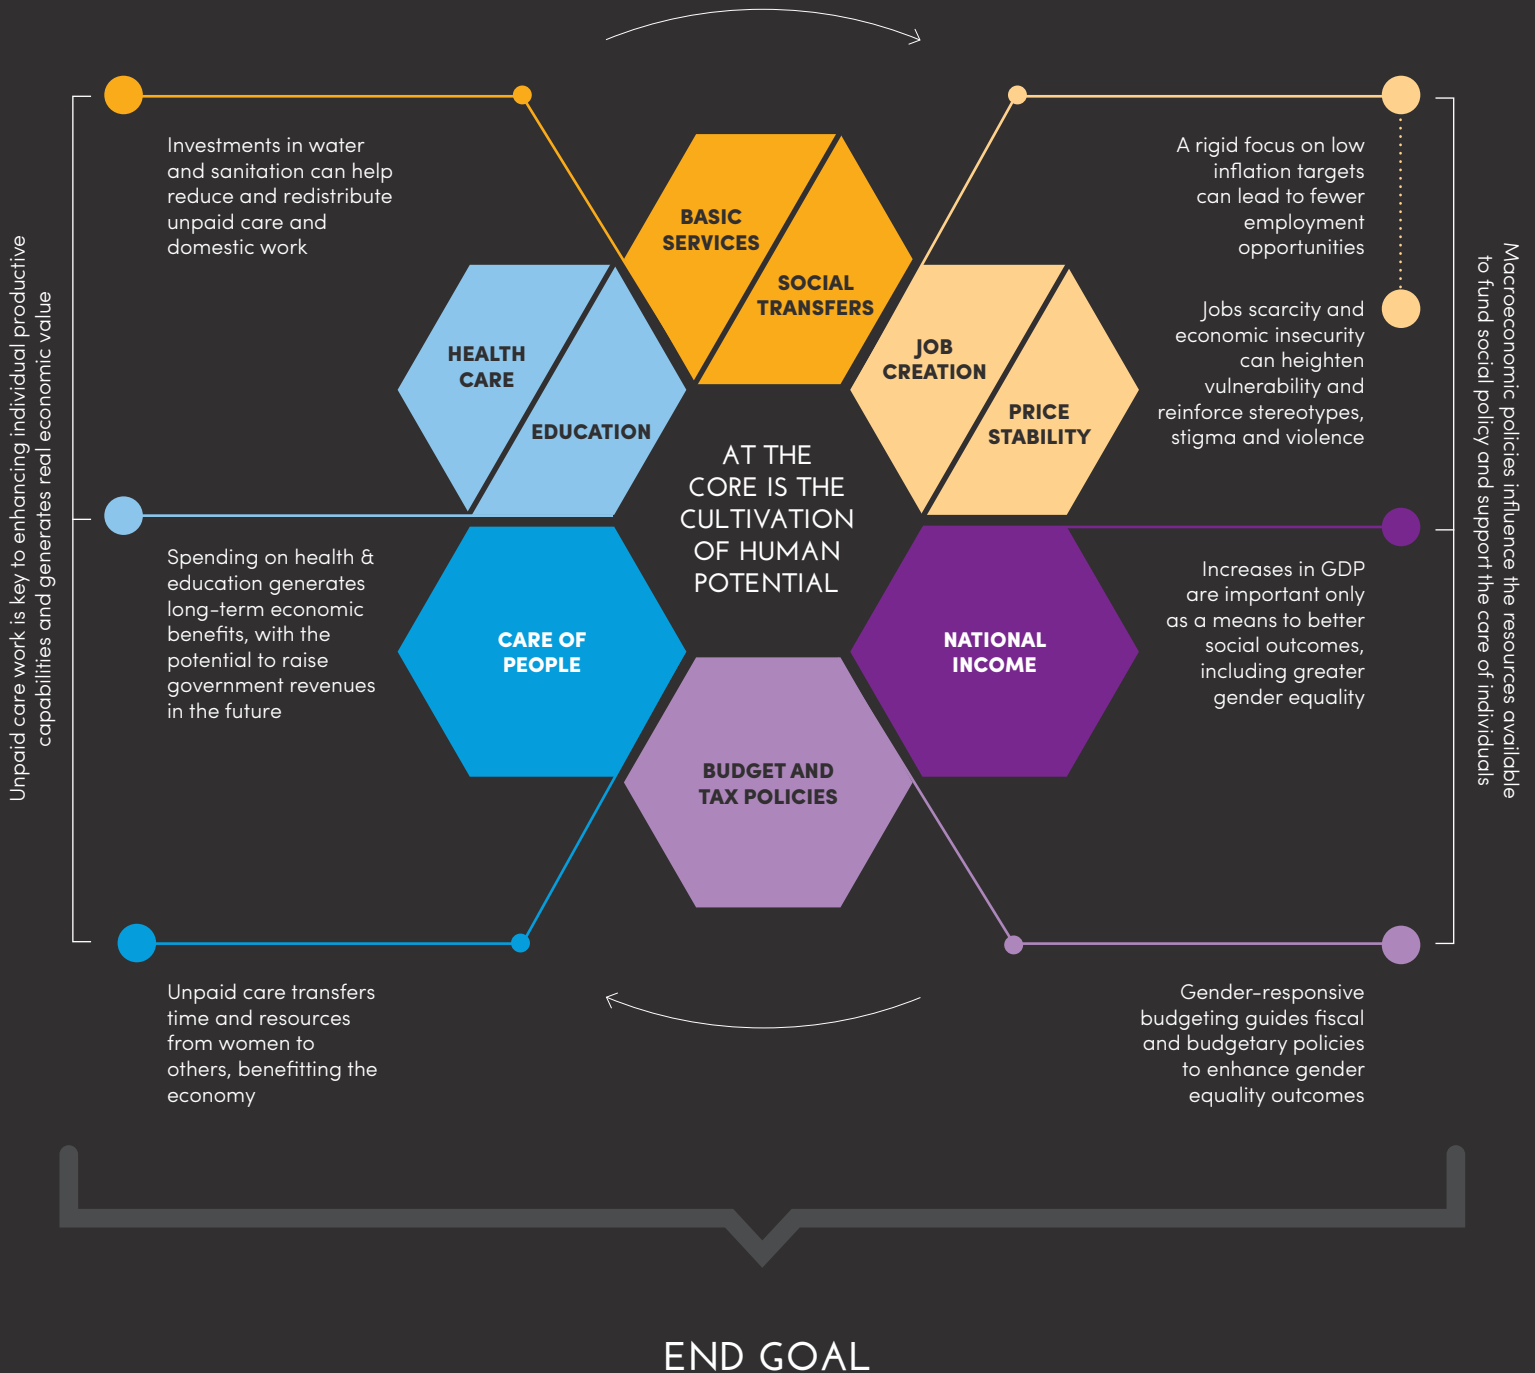 Unpaid care work is key to enhancing individual productive
capabilities and generates real economic value
Investments in water
and sanitation can help
reduce and redistribute
unpaid care and
domestic work
Spending on health &
education generates
long-term economic
benefits, with the
potential to raise
government revenues
in the future
Unpaid care transfers
time and resources
from women to
others, benefitting the
economy
BASIC
SERVICES
SOCIAL
TRANSFERS
HEALTH
CARE
EDUCATION
JOB
CREATION
PRICE
STABILITY
AT THE
CORE IS THE
CULTIVATION
OF HUMAN
POTENTIAL
CARE OF
PEOPLE
NATIONAL
INCOME
BUDGET AND
TAX POLICIES
A rigid focus on low
inflation targets
can lead to fewer
employment
opportunities
Jobs scarcity and
economic insecurity
can heighten
vulnerability and
reinforce stereotypes,
stigma and violence
Increases in GDP
are important only
as a means to better
social outcomes,
including greater
gender equality
Gender-responsive
budgeting guides fiscal
and budgetary policies
to enhance gender
equality outcomes
Macroeconomic policies influence the resources available
to fund social policy and support the care of individuals
END GOAL